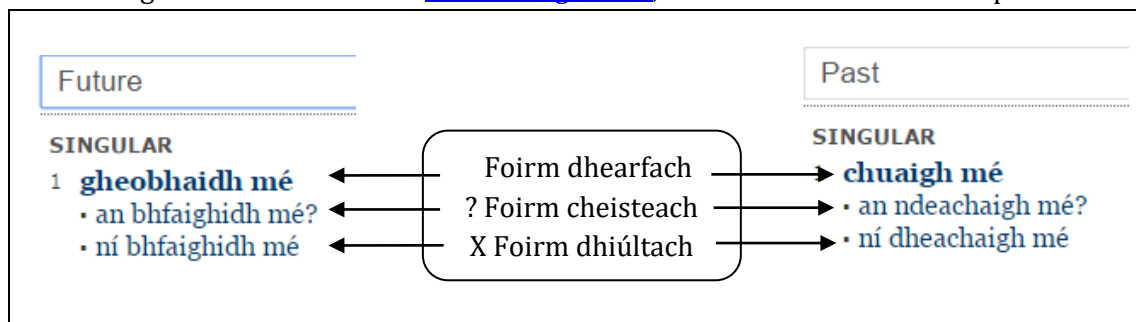 Future
SINGULAR
1 gheobhaidh mé
▪ an bhfaighidh mé?
▪ ní bhfaighidh mé
Foirm dhearfach
? Foirm cheisteach
X Foirm dhiúltach
Past
SINGULAR
chuaigh mé
▪ an ndeachaigh mé?
▪ ní dheachaigh mé